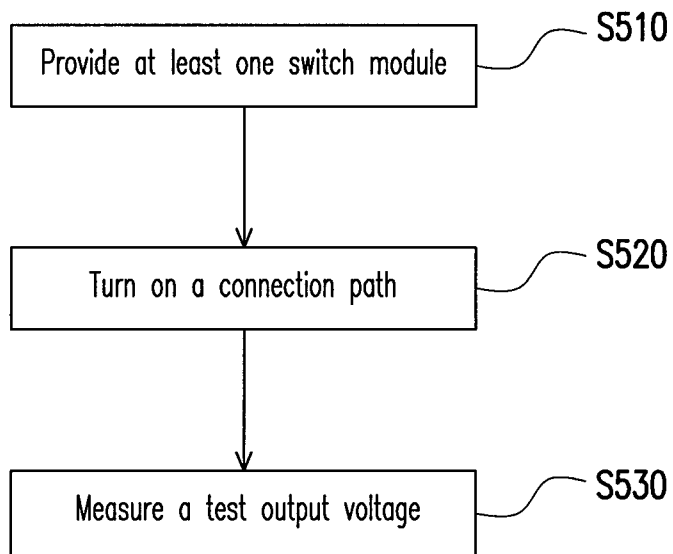 S510
Provide at least one switch module
S520
Turn on a connection path
S530
Measure a test output voltage